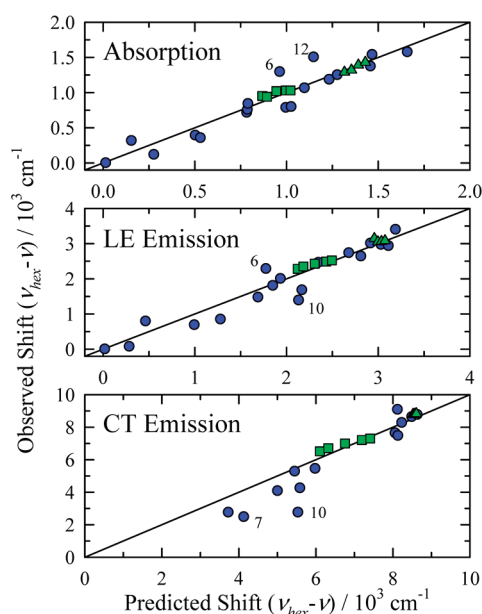 Absorption
2.0
1.5
1.0
0.5
0.0
6
12
0.0 0.5 1.0 1.5 2.0
LE Emission
4
3
2
1
0
6
10
0 1 2 3 4
CT Emission
10
8
6
4
2
0
7
10
0 2 4 6 8 10
Observed Shift (νhex-ν) / 10³ cm⁻¹
Predicted Shift (νhex-ν) / 10³ cm⁻¹